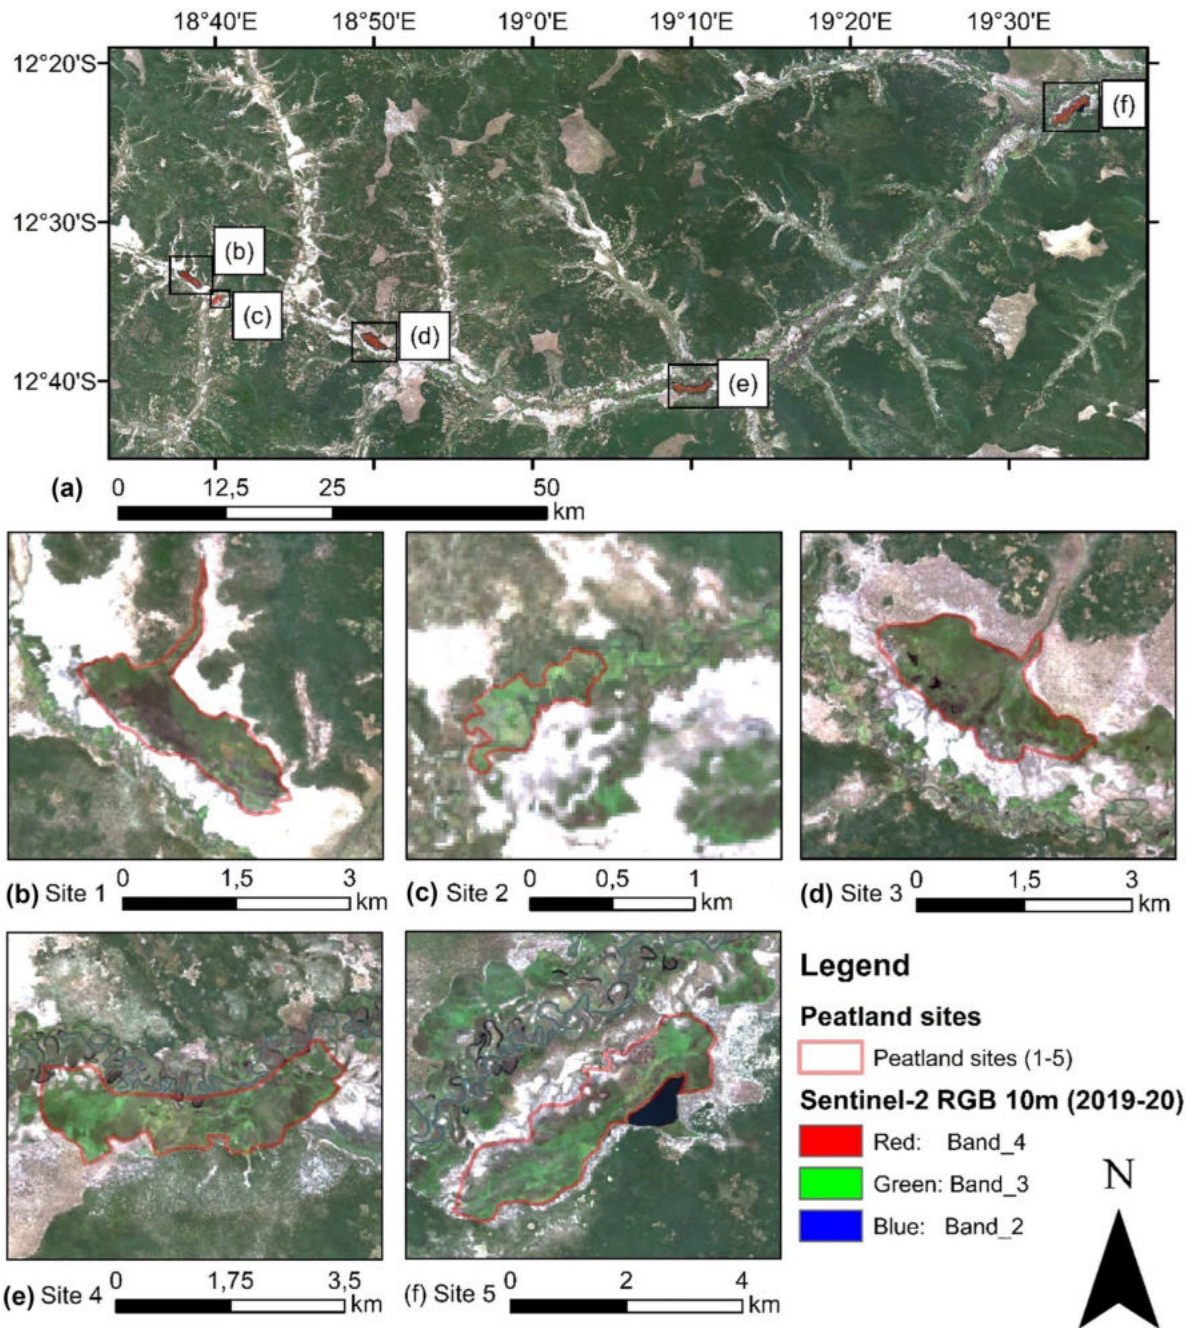 18°40'E 18°50'E 19°0'E 19°10'E 19°20'E 19°30'E
12°20'S
(f)
12°30'S
(b)
(c)
(d)
12°40'S
(e)
(a) 0 12,5 25 50 km
(b) Site 1 0 1,5 3 km
(c) Site 2 0 0,5 1 km
(d) Site 3 0 1,5 3 km
Legend
Peatland sites
Peatland sites (1-5)
Sentinel-2 RGB 10m (2019-20)
Red: Band_4
Green: Band_3
Blue: Band_2
N
(e) Site 4 0 1,75 3,5 km
(f) Site 5 0 2 4 km